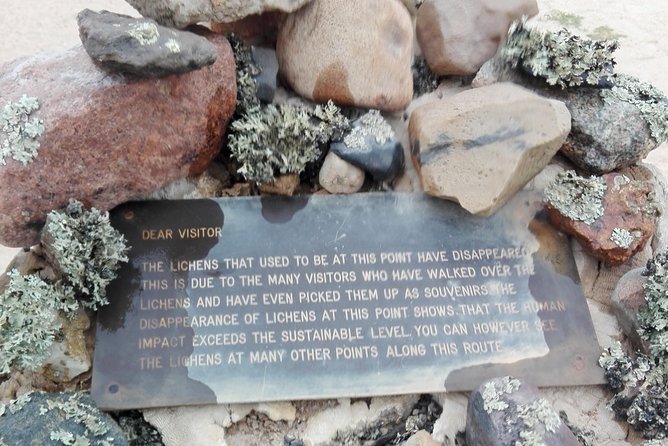 DEAR VISITOR
THE LICHENS THAT USED TO BE AT THIS POINT HAVE DISAPPEARED
THIS IS DUE TO THE MANY VISITORS WHO HAVE WALKED OVER THE
LICHENS AND HAVE EVEN PICKED THEM UP AS SOUVENIRS. THE
DISAPPEARANCE OF LICHENS AT THIS POINT SHOWS THAT THE HUMAN
IMPACT EXCEEDS THE SUSTAINABLE LEVEL. YOU CAN HOWEVER SEE
THE LICHENS AT MANY OTHER POINTS ALONG THIS ROUTE.